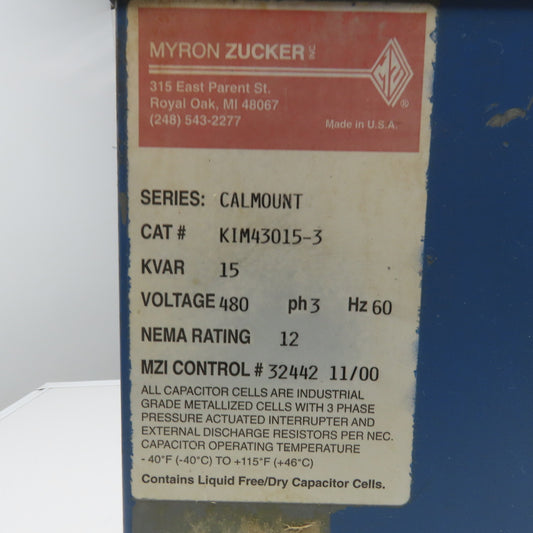 MYRON ZUCKER INC.
MZ ®
315 East Parent St.
Royal Oak, MI 48067
(248) 543-2277
Made in U.S.A.
SERIES: CALMOUNT
CAT # KIM43015-3
KVAR 15
VOLTAGE 480 ph 3 Hz 60
NEMA RATING 12
MZI CONTROL # 32442 11/00
ALL CAPACITOR CELLS ARE INDUSTRIAL
GRADE METALLIZED CELLS WITH 3 PHASE
PRESSURE ACTUATED INTERRUPTER AND
EXTERNAL DISCHARGE RESISTORS PER NEC.
CAPACITOR OPERATING TEMPERATURE
- 40°F (-40°C) TO +115°F (+46°C)
Contains Liquid Free/Dry Capacitor Cells.